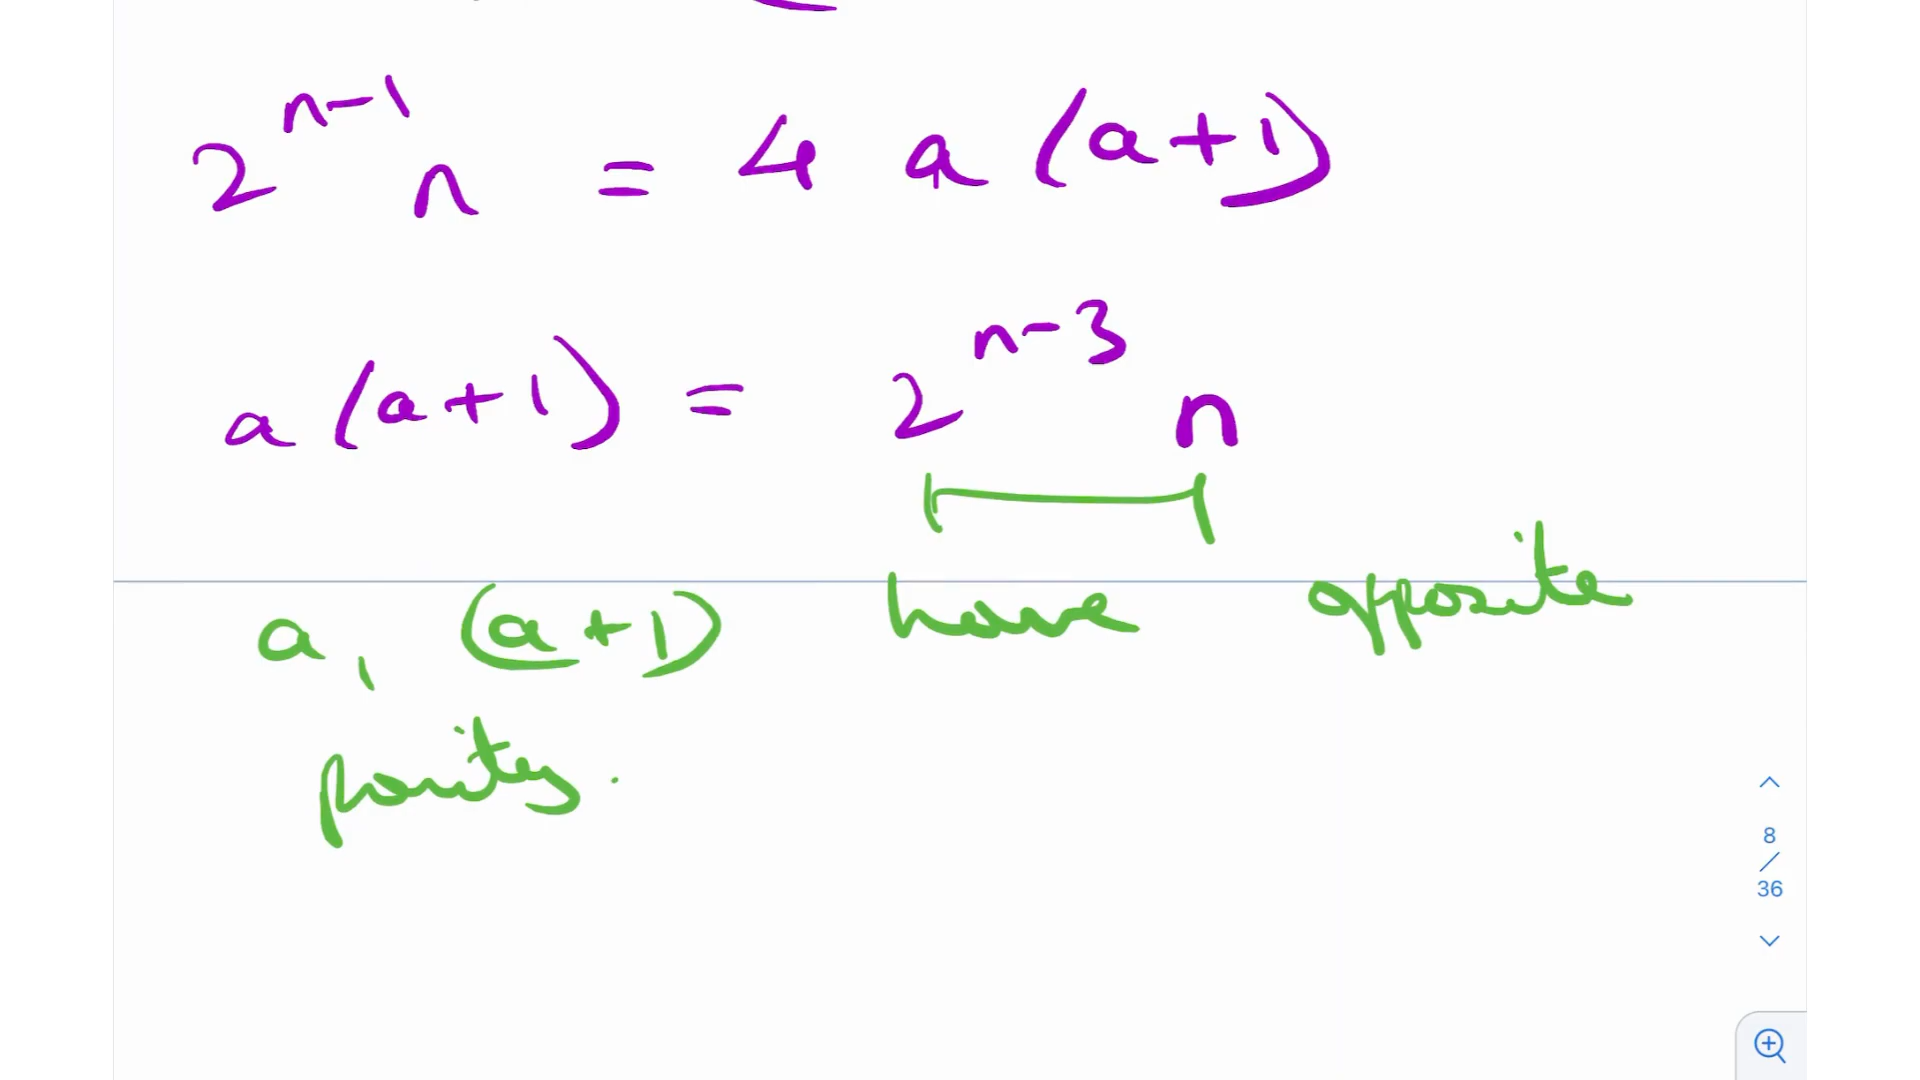 2^{n-1} n = 4 a (a+1)
a (a+1) = 2^{n-3} n
a, (a+1) have opposite
parity.
8
/
36